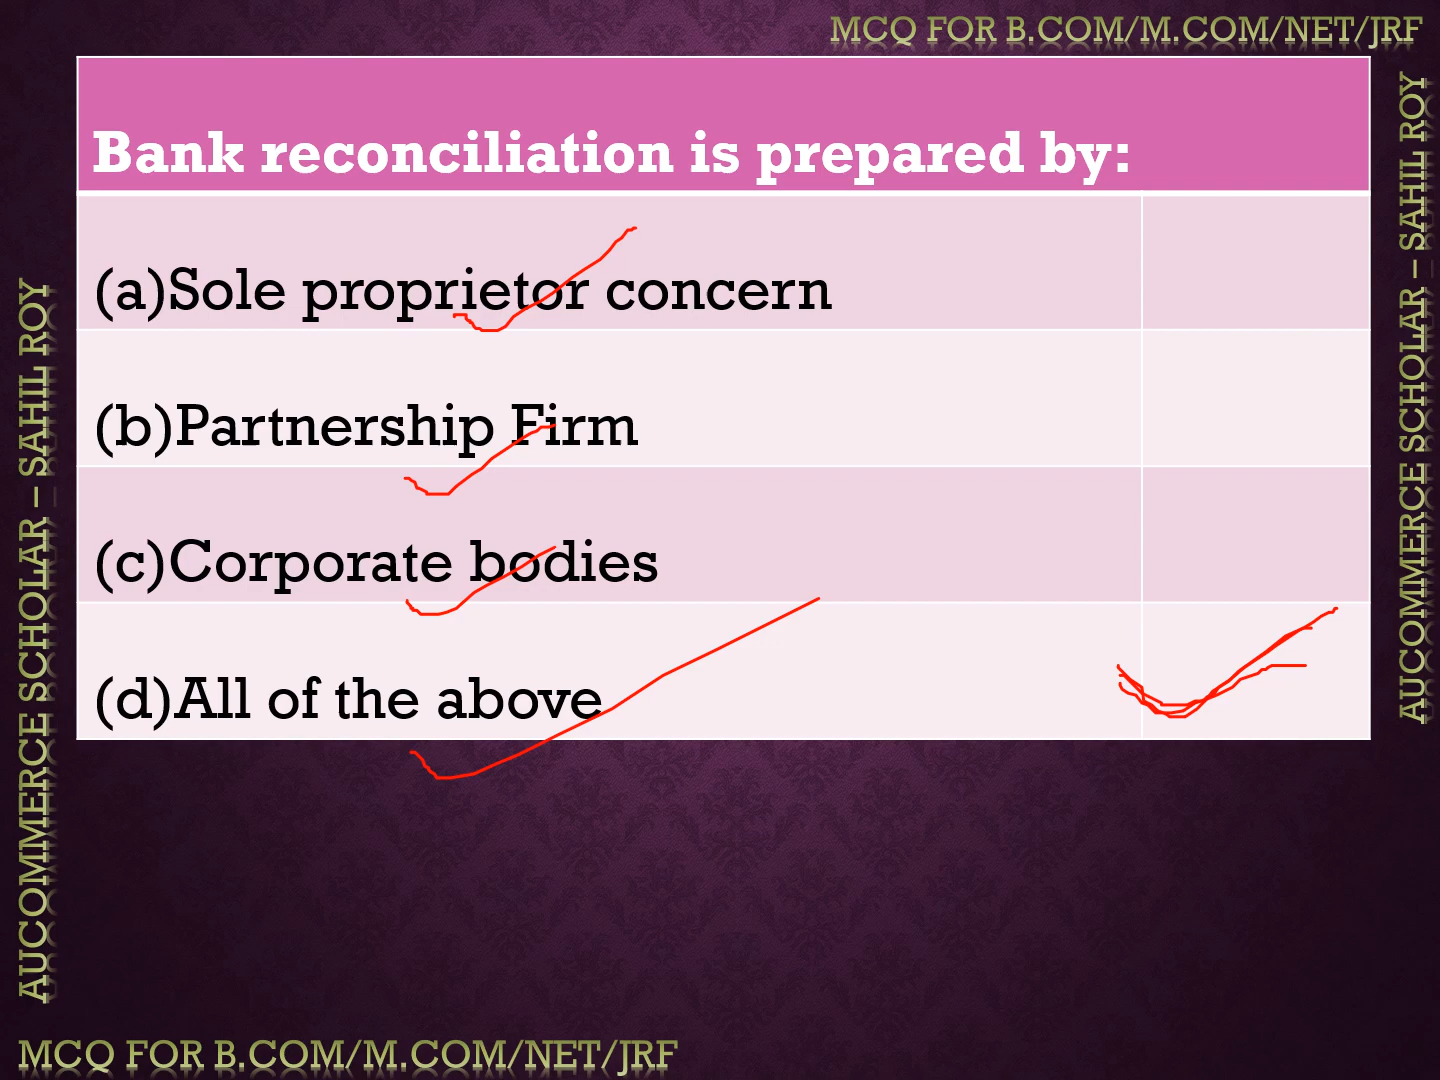 MCQ FOR B.COM/M.COM/NET/JRF
Bank reconciliation is prepared by:
(a)Sole proprietor concern
(b)Partnership Firm
(c)Corporate bodies
(d)All of the above
AUCOMMERCE SCHOLAR – SAHIL ROY
AUCOMMERCE SCHOLAR – SAHIL ROY
MCQ FOR B.COM/M.COM/NET/JRF